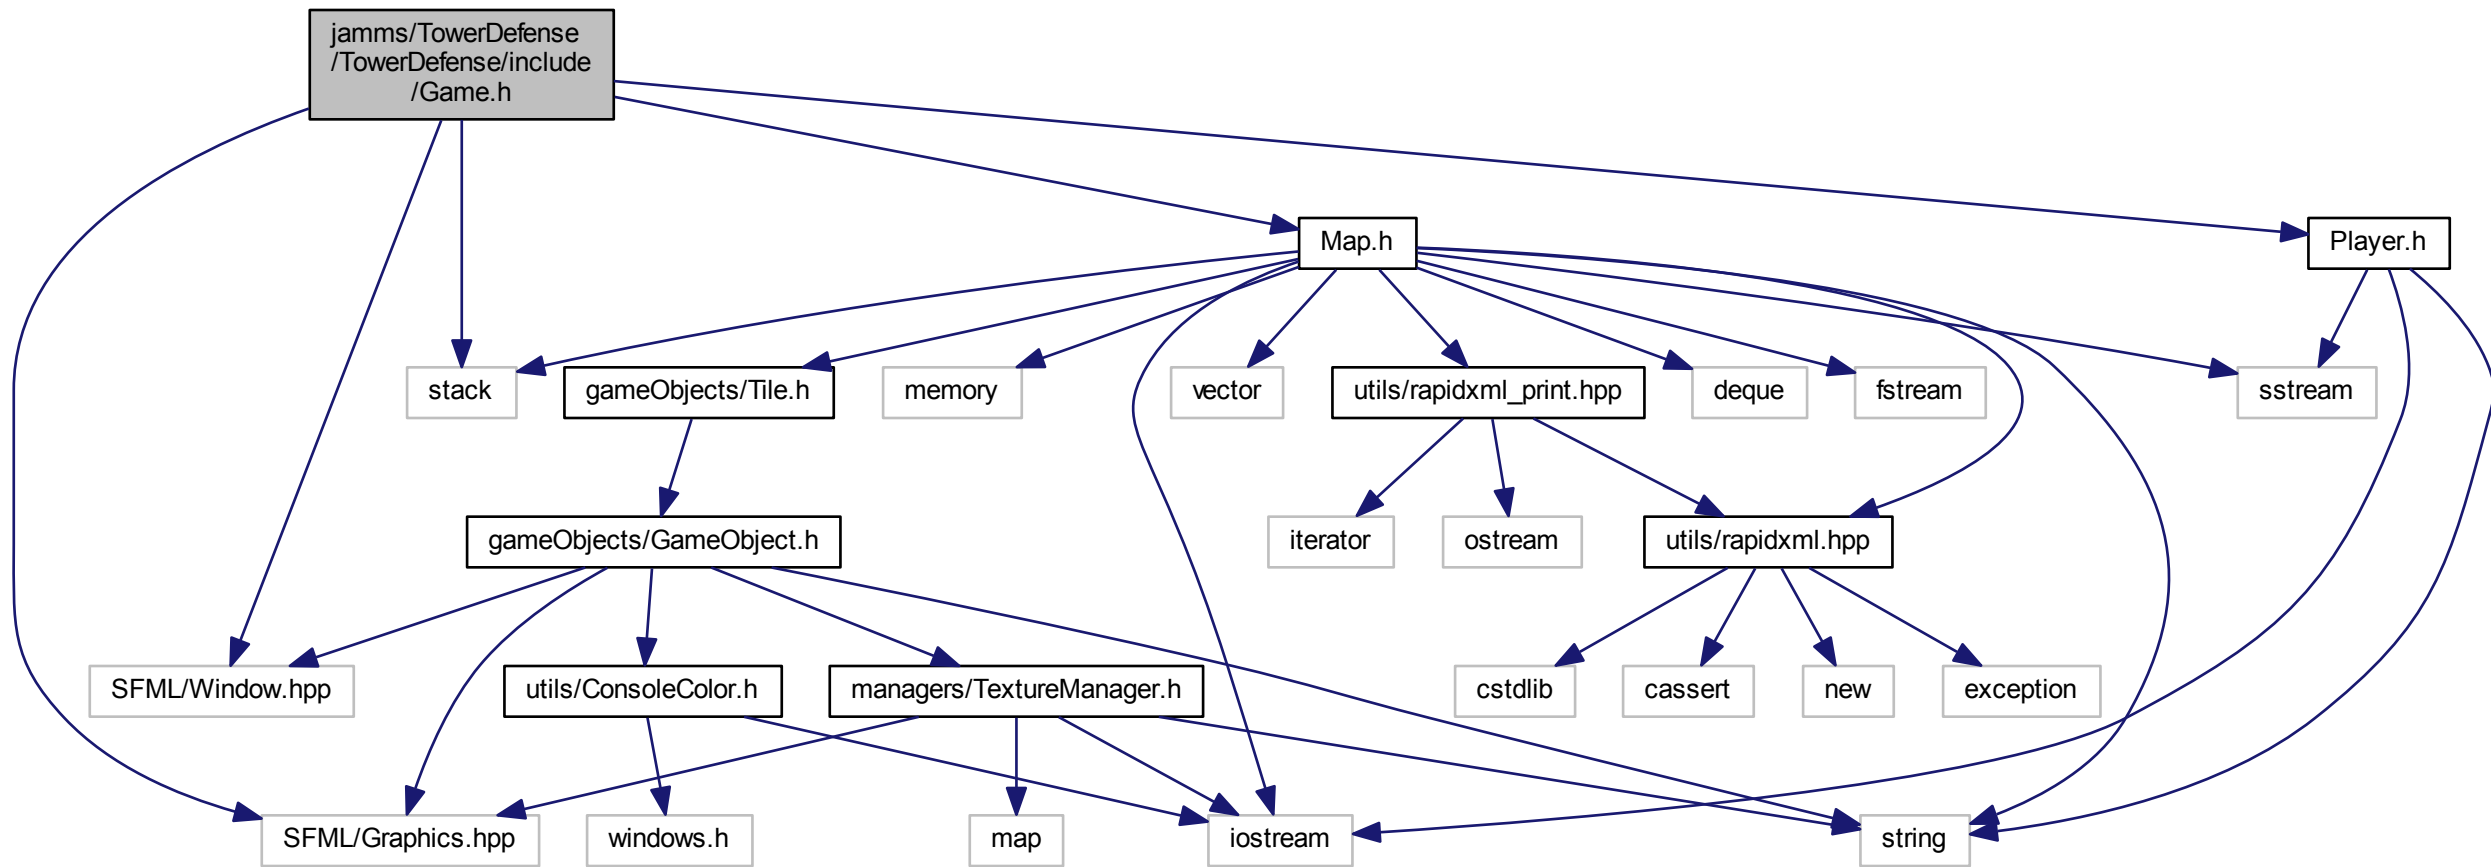 jamms/TowerDefense
/TowerDefense/include
/Game.h
Map.h
Player.h
stack
gameObjects/Tile.h
memory
vector
utils/rapidxml_print.hpp
deque
fstream
sstream
gameObjects/GameObject.h
iterator
ostream
utils/rapidxml.hpp
SFML/Window.hpp
utils/ConsoleColor.h
managers/TextureManager.h
cstdlib
cassert
new
exception
SFML/Graphics.hpp
windows.h
map
iostream
string